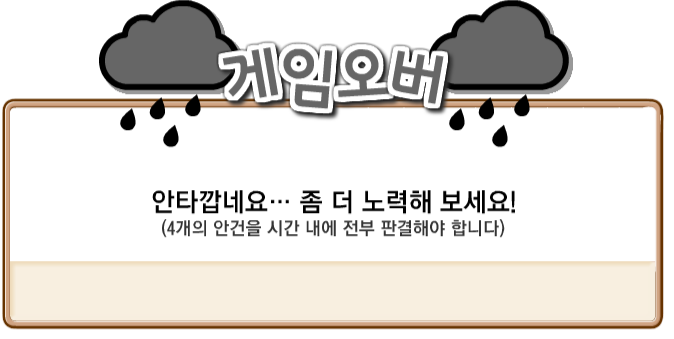 게임오버
안타깝네요… 좀 더 노력해 보세요!
(4개의 안건을 시간 내에 전부 판결해야 합니다)